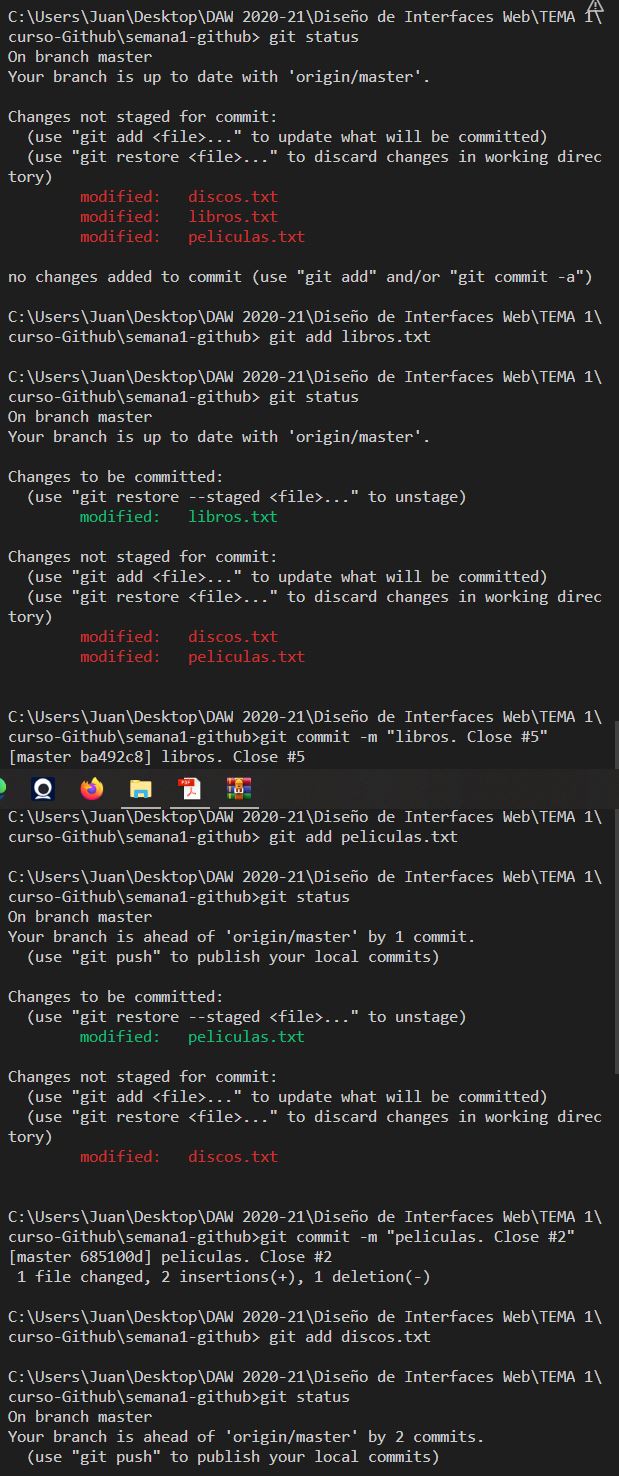 C:\Users\Juan\Desktop\DAW 2020-21\Diseño de Interfaces Web\TEMA 1\
curso-Github\semana1-github> git status
On branch master
Your branch is up to date with 'origin/master'.
Changes not staged for commit:
  (use "git add <file>..." to update what will be committed)
  (use "git restore <file>..." to discard changes in working direc
tory)
        modified:   discos.txt
        modified:   libros.txt
        modified:   peliculas.txt
no changes added to commit (use "git add" and/or "git commit -a")
C:\Users\Juan\Desktop\DAW 2020-21\Diseño de Interfaces Web\TEMA 1\
curso-Github\semana1-github> git add libros.txt
C:\Users\Juan\Desktop\DAW 2020-21\Diseño de Interfaces Web\TEMA 1\
curso-Github\semana1-github> git status
On branch master
Your branch is up to date with 'origin/master'.
Changes to be committed:
  (use "git restore --staged <file>..." to unstage)
        modified:   libros.txt
Changes not staged for commit:
  (use "git add <file>..." to update what will be committed)
  (use "git restore <file>..." to discard changes in working direc
tory)
        modified:   discos.txt
        modified:   peliculas.txt
C:\Users\Juan\Desktop\DAW 2020-21\Diseño de Interfaces Web\TEMA 1\
curso-Github\semana1-github>git commit -m "libros. Close #5"
[master ba492c8] libros. Close #5
PDF
C:\Users\Juan\Desktop\DAW 2020-21\Diseño de Interfaces Web\TEMA 1\
curso-Github\semana1-github> git add peliculas.txt
C:\Users\Juan\Desktop\DAW 2020-21\Diseño de Interfaces Web\TEMA 1\
curso-Github\semana1-github>git status
On branch master
Your branch is ahead of 'origin/master' by 1 commit.
  (use "git push" to publish your local commits)
Changes to be committed:
  (use "git restore --staged <file>..." to unstage)
        modified:   peliculas.txt
Changes not staged for commit:
  (use "git add <file>..." to update what will be committed)
  (use "git restore <file>..." to discard changes in working direc
tory)
        modified:   discos.txt
C:\Users\Juan\Desktop\DAW 2020-21\Diseño de Interfaces Web\TEMA 1\
curso-Github\semana1-github>git commit -m "peliculas. Close #2"
[master 685100d] peliculas. Close #2
 1 file changed, 2 insertions(+), 1 deletion(-)
C:\Users\Juan\Desktop\DAW 2020-21\Diseño de Interfaces Web\TEMA 1\
curso-Github\semana1-github> git add discos.txt
C:\Users\Juan\Desktop\DAW 2020-21\Diseño de Interfaces Web\TEMA 1\
curso-Github\semana1-github>git status
On branch master
Your branch is ahead of 'origin/master' by 2 commits.
  (use "git push" to publish your local commits)